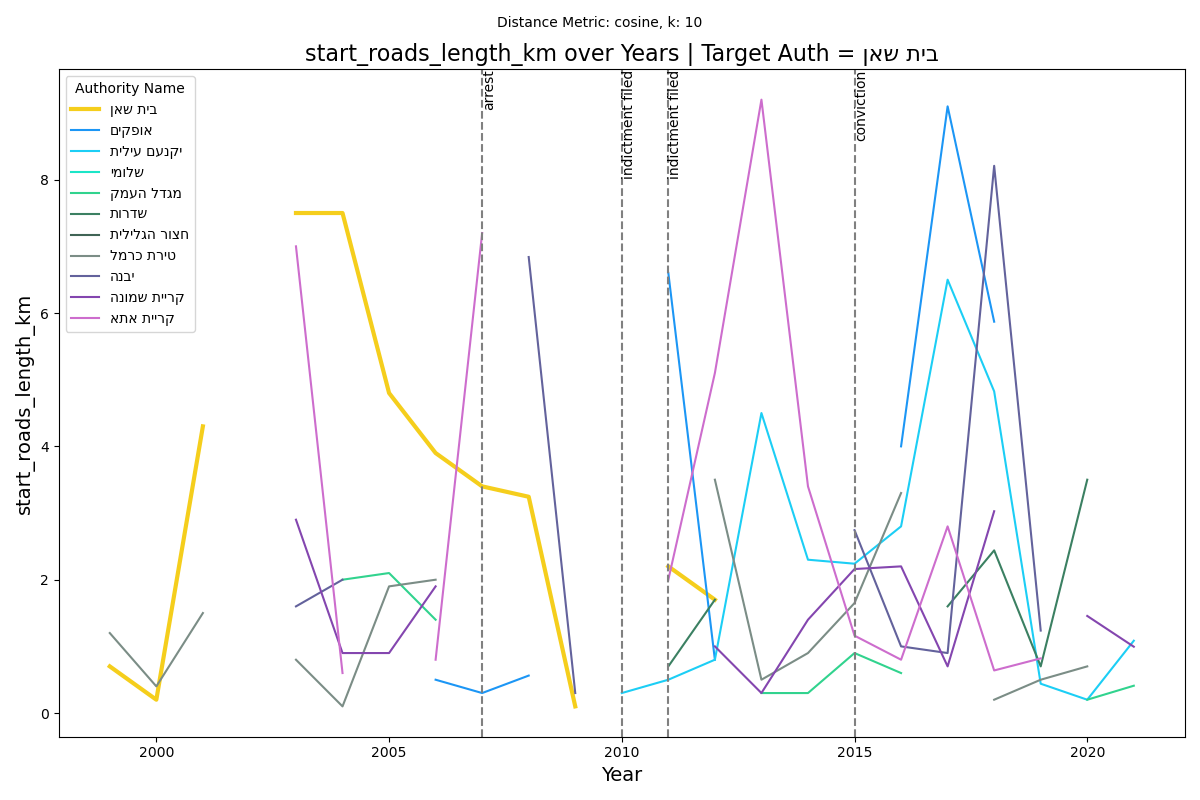 Distance Metric: cosine, k: 10
start_roads_length_km over Years | Target Auth = בית שאן
Authority Name
בית שאן
אופקים
יקנעם עילית
שלומי
מגדל העמק
שדרות
חצור הגלילית
טירת כרמל
יבנה
קריית שמונה
קריית אתא
arrest
indictment filed
indictment filed
conviction
start_roads_length_km
8
6
4
2
0
2000
2005
2010
2015
2020
Year